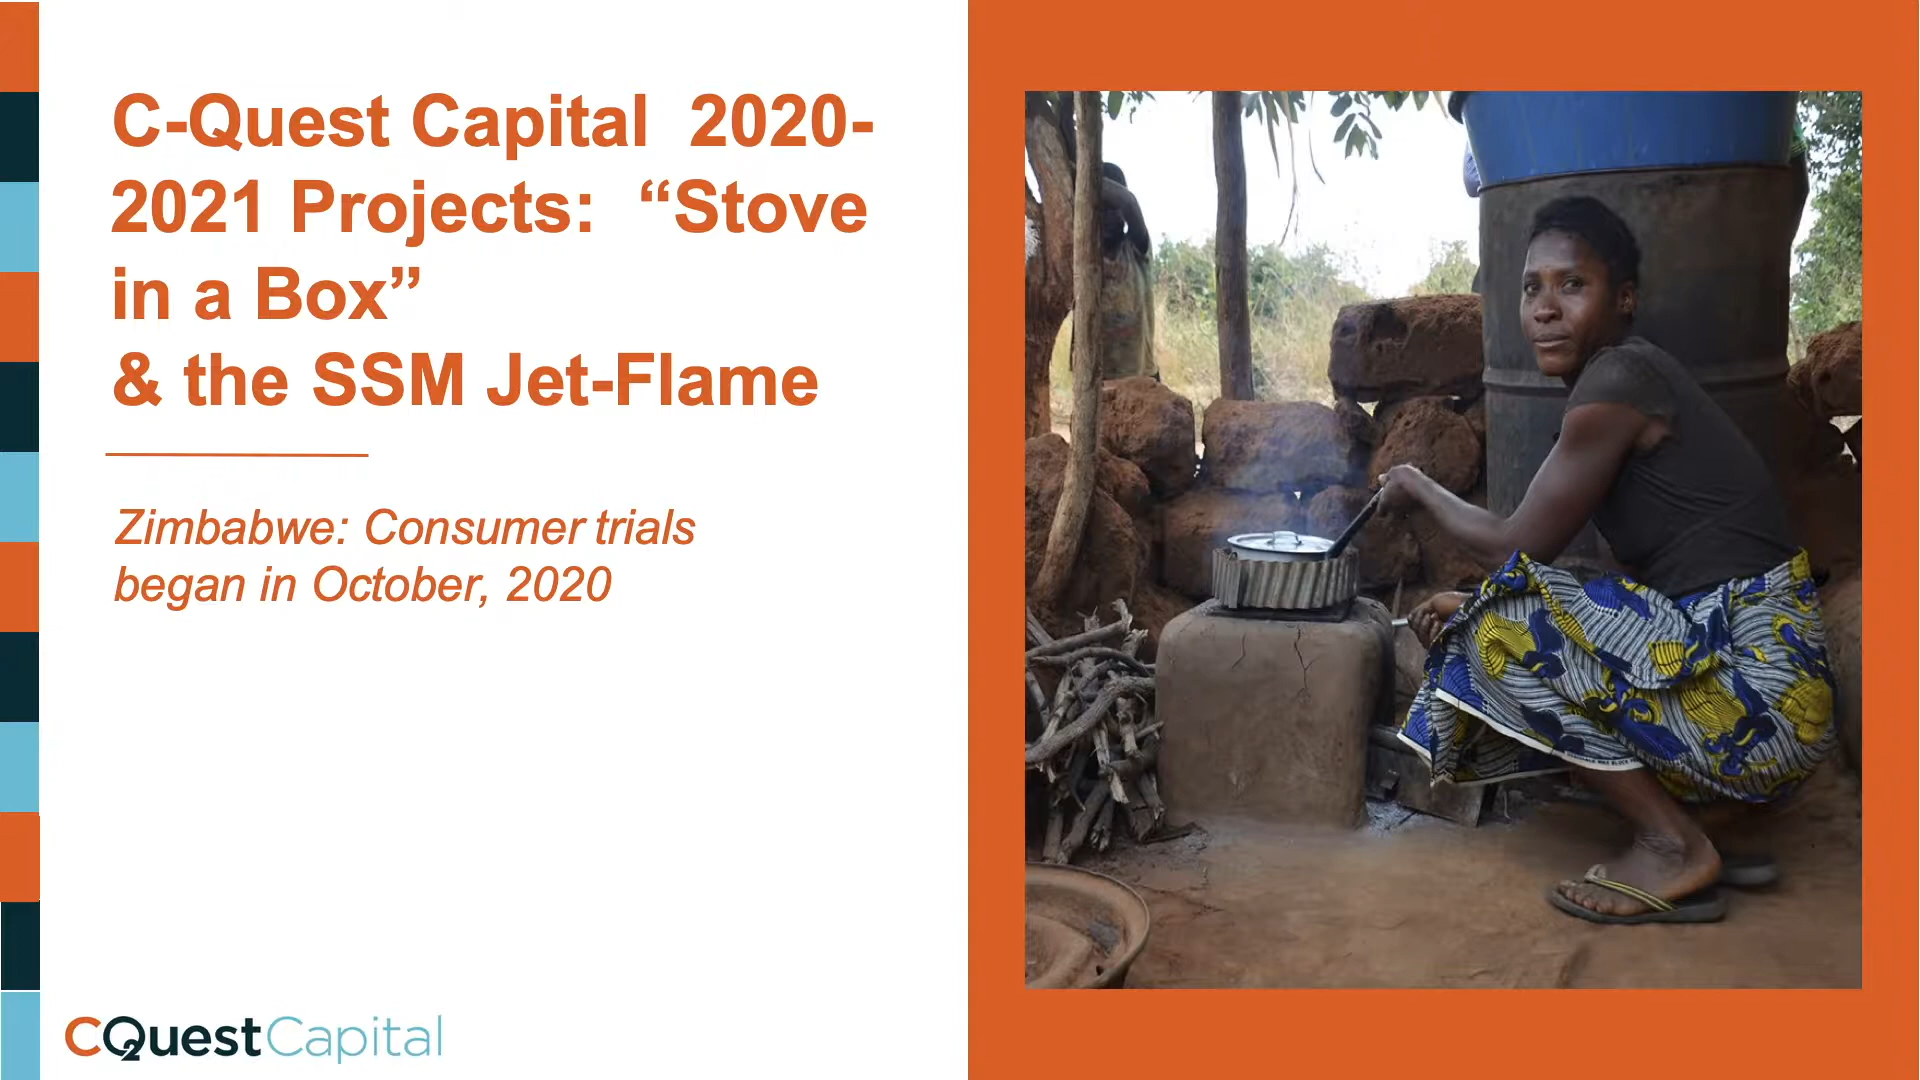 C-Quest Capital  2020-
2021 Projects:  “Stove
in a Box”
& the SSM Jet-Flame
Zimbabwe: Consumer trials
began in October, 2020
CQ2uestCapital